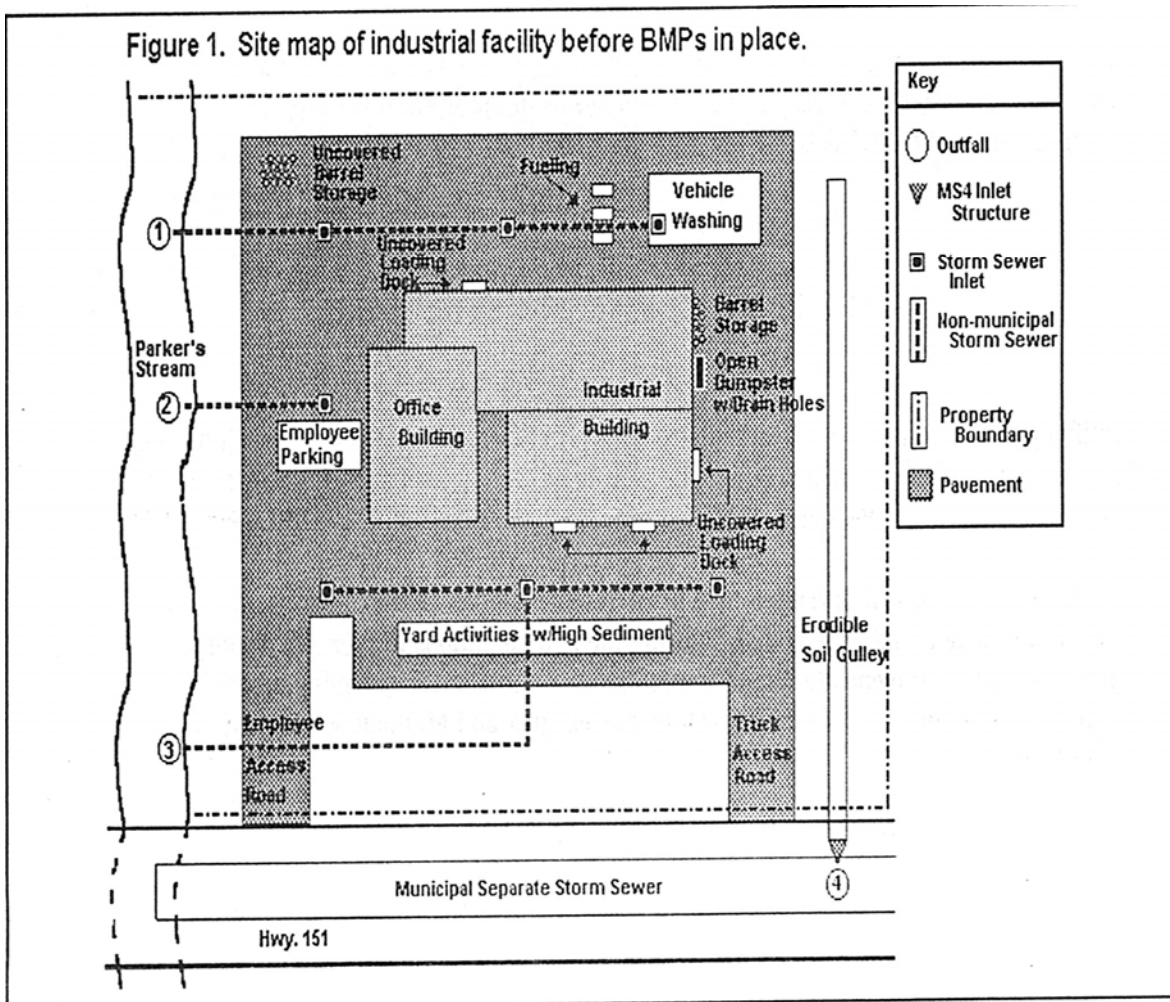 Figure 1. Site map of industrial facility before BMPs in place.
Key
Outfall
MS4 Inlet
Structure
Storm Sewer
Inlet
Non-municipal
Storm Sewer
Property
Boundary
Pavement
Uncovered
Barrel
Storage
Fueling
Vehicle
Washing
1
Uncovered
Loading
Dock
Barrel
Storage
Parker's
Stream
Open
Dumpster
w/Drain Holes
2
Industrial
Building
Office
Building
Employee
Parking
Uncovered
Loading
Dock
Yard Activities w/High Sediment
Erodible
Soil Gulley
3
Employee
Access
Road
Truck
Access
Road
Municipal Separate Storm Sewer
4
Hwy. 151